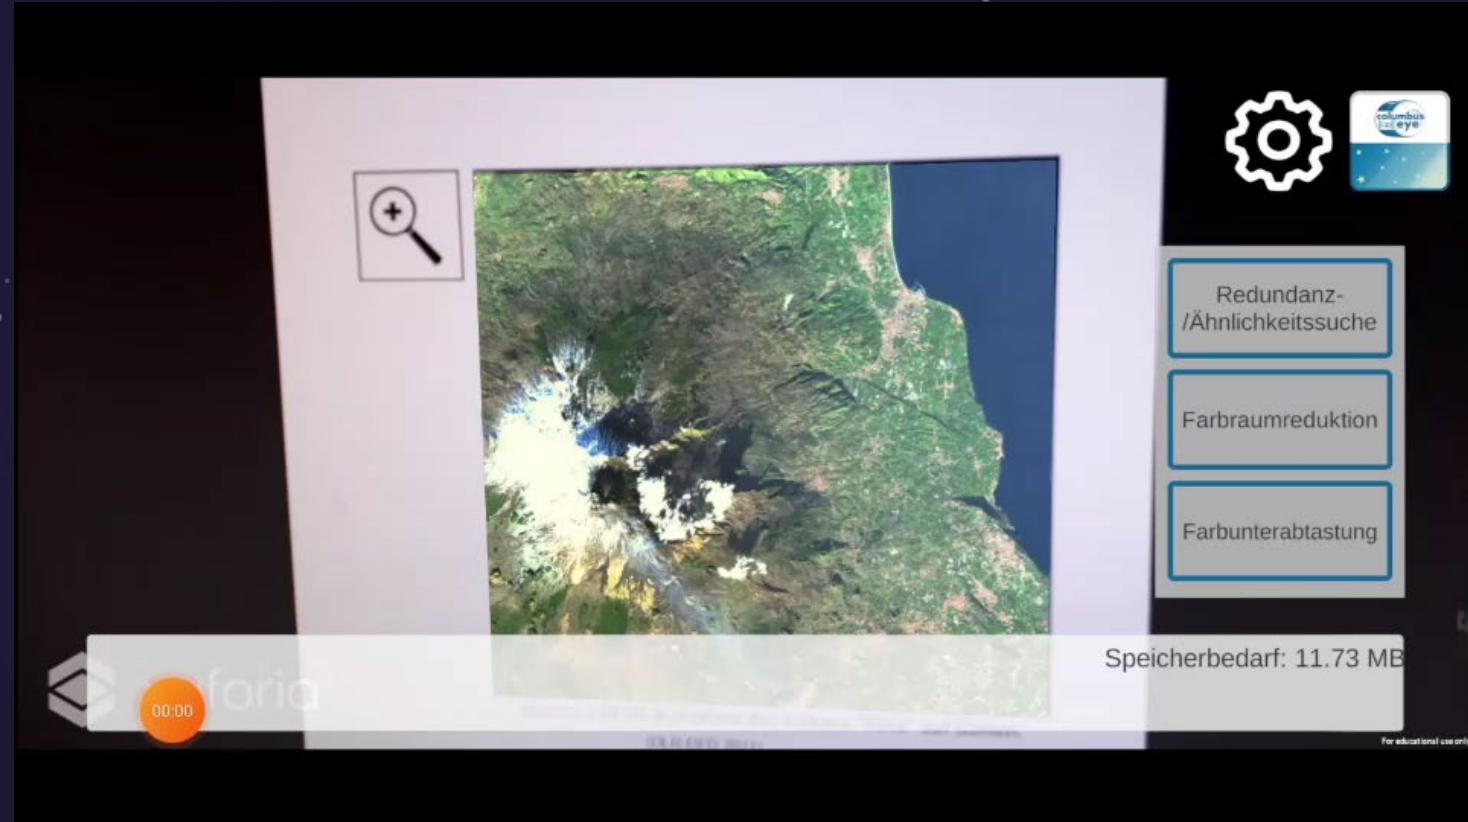 columbus
eye
Redundanz-
/Ähnlichkeitssuche
Farbraumreduktion
Farbunterabtastung
Speicherbedarf: 11.73 MB
foria
00:00
For educational use only